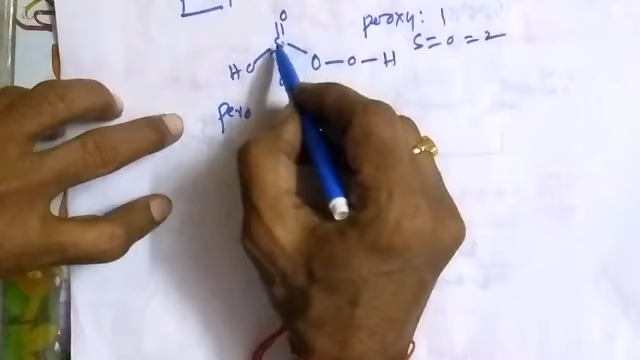 O
peroxy: 1
S=O=2
S
HO
O-O-H
pero